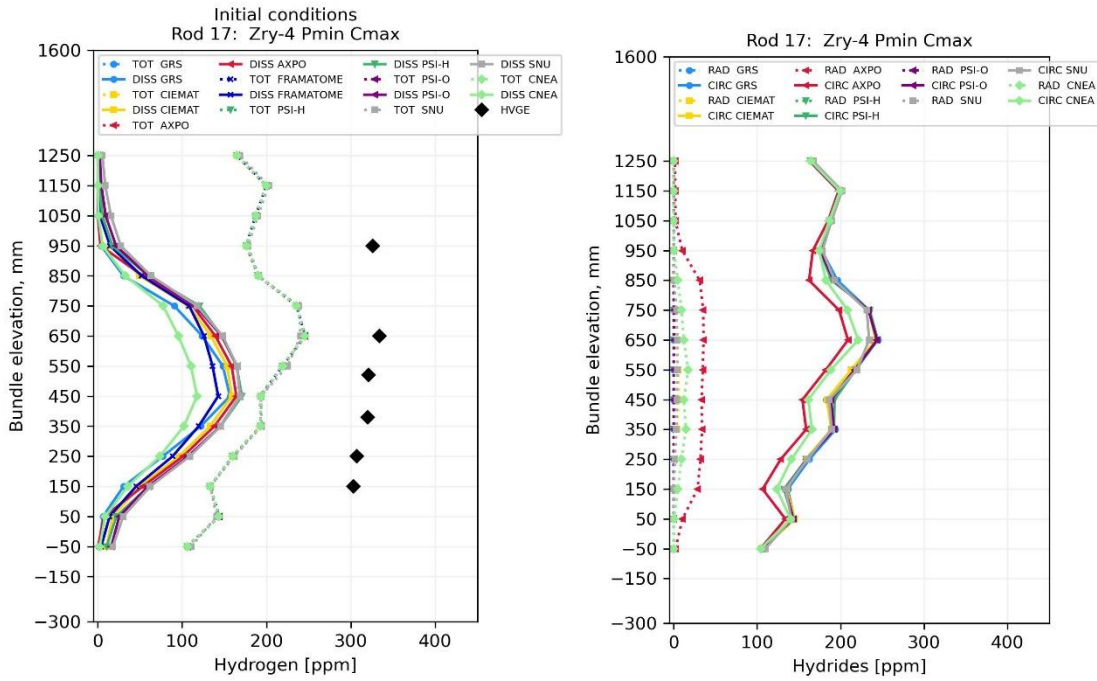 Initial conditions
Rod 17:  Zry-4 Pmin Cmax
1600
TOT GRS
DISS GRS
TOT CIEMAT
DISS CIEMAT
TOT AXPO
DISS AXPO
TOT FRAMATOME
DISS FRAMATOME
TOT PSI-H
DISS PSI-H
TOT PSI-O
DISS PSI-O
TOT SNU
DISS SNU
TOT CNEA
DISS CNEA
HVGE
1250
1150
1050
950
850
750
650
550
450
350
250
150
50
−50
−150
−300
Bundle elevation, mm
0 100 200 300 400
Hydrogen [ppm]
Rod 17:  Zry-4 Pmin Cmax
1600
RAD GRS
CIRC GRS
RAD CIEMAT
CIRC CIEMAT
RAD AXPO
CIRC AXPO
RAD PSI-H
CIRC PSI-H
RAD PSI-O
CIRC PSI-O
RAD SNU
CIRC SNU
RAD CNEA
CIRC CNEA
1250
1150
1050
950
850
750
650
550
450
350
250
150
50
−50
−150
−300
Bundle elevation, mm
0 100 200 300 400
Hydrides [ppm]